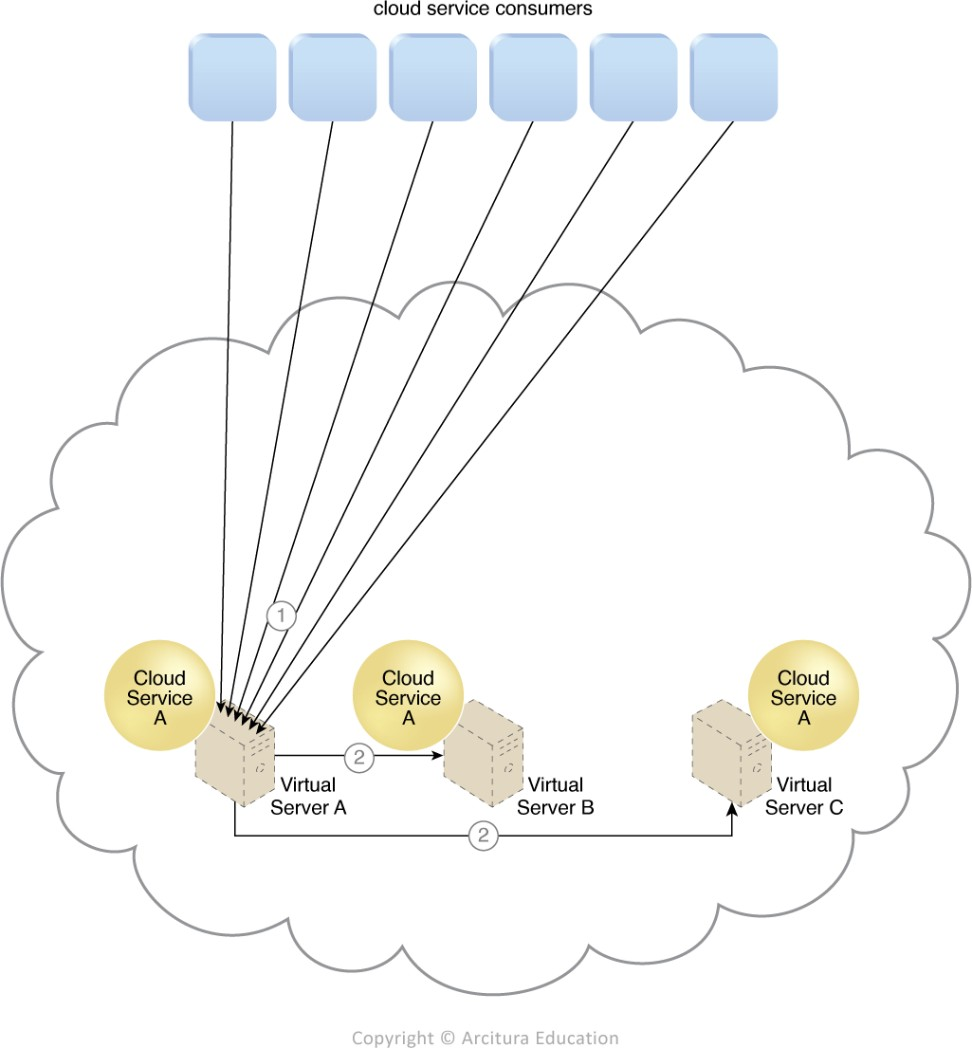 cloud service consumers
1
Cloud
Service
A
Cloud
Service
A
Cloud
Service
A
2
Virtual
Server A
Virtual
Server B
Virtual
Server C
2
Copyright © Arcitura Education